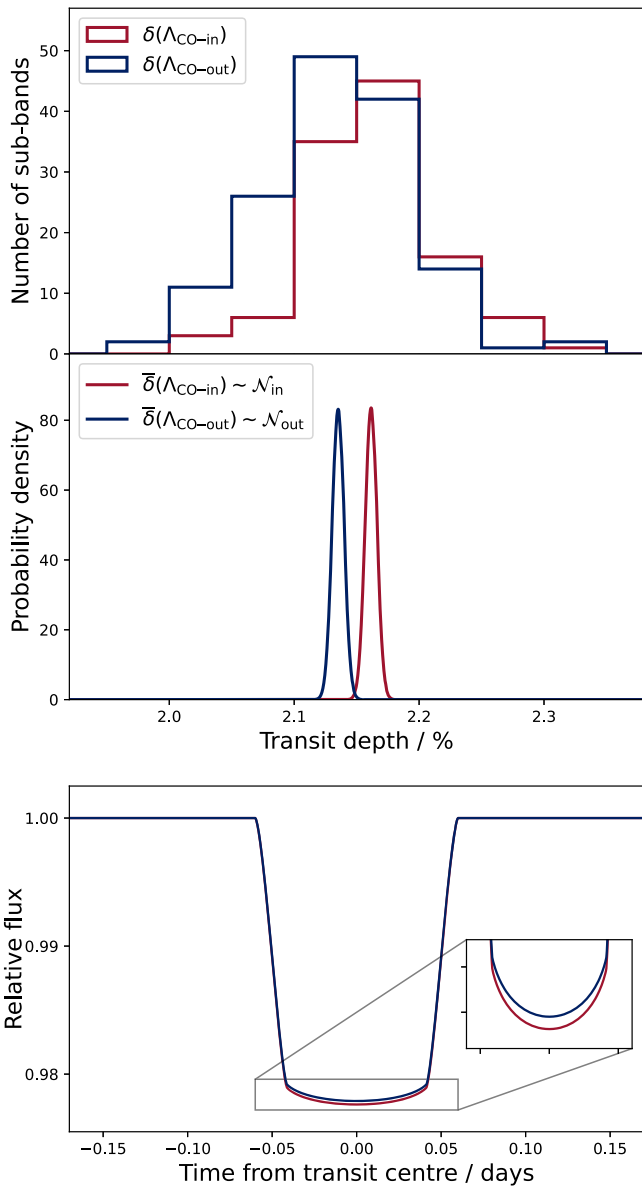 δ(Λ_CO−in)
δ(Λ_CO−out)
50
40
30
20
10
0
Number of sub-bands
δ̅(Λ_CO−in) ~ 𝒩_in
δ̅(Λ_CO−out) ~ 𝒩_out
80
60
40
20
0
Probability density
2.0 2.1 2.2 2.3
Transit depth / %
1.00
0.99
0.98
Relative flux
−0.15 −0.10 −0.05 0.00 0.05 0.10 0.15
Time from transit centre / days